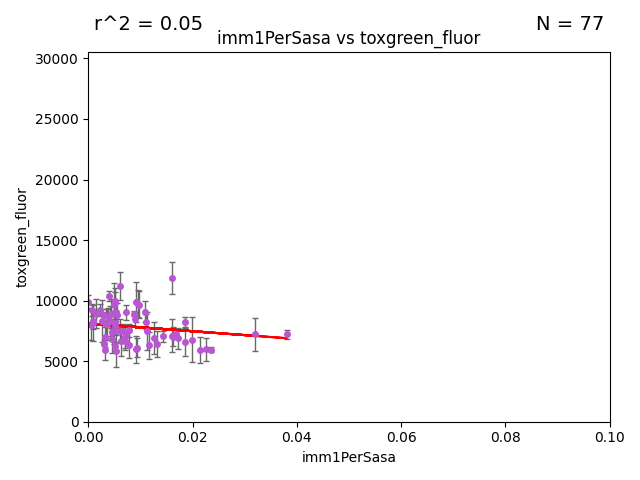 r^2 = 0.05
N = 77
imm1PerSasa vs toxgreen_fluor
30000
25000
20000
15000
10000
5000
0
toxgreen_fluor
0.00
0.02
0.04
0.06
0.08
0.10
imm1PerSasa